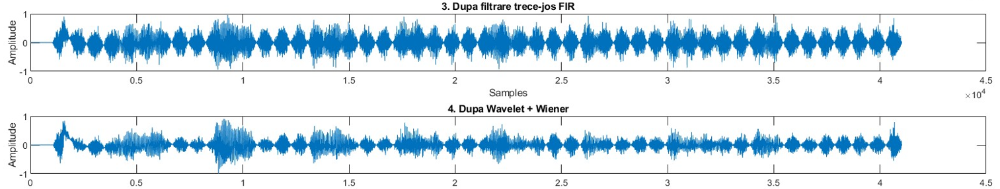 3. Dupa filtrare trece-jos FIR
Amplitude
1
0
-1
0 0.5 1 1.5 2 2.5 3 3.5 4 4.5
Samples
×10⁴
4. Dupa Wavelet + Wiener
Amplitude
1
0
-1
0 0.5 1 1.5 2 2.5 3 3.5 4 4.5